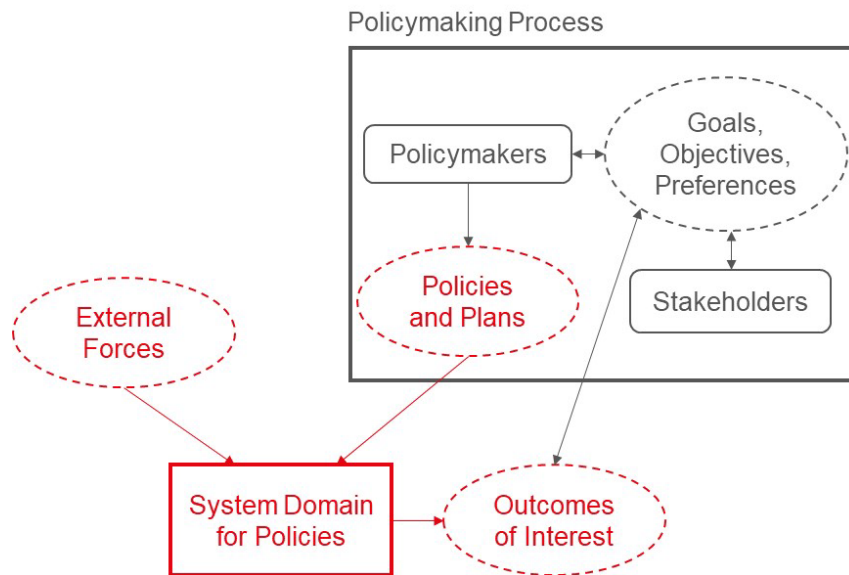 Policymaking Process
Policymakers
Goals,
Objectives,
Preferences
Policies
and Plans
Stakeholders
External
Forces
System Domain
for Policies
Outcomes
of Interest